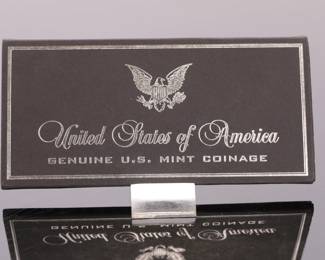 United States of America
GENUINE U.S. MINT COINAGE